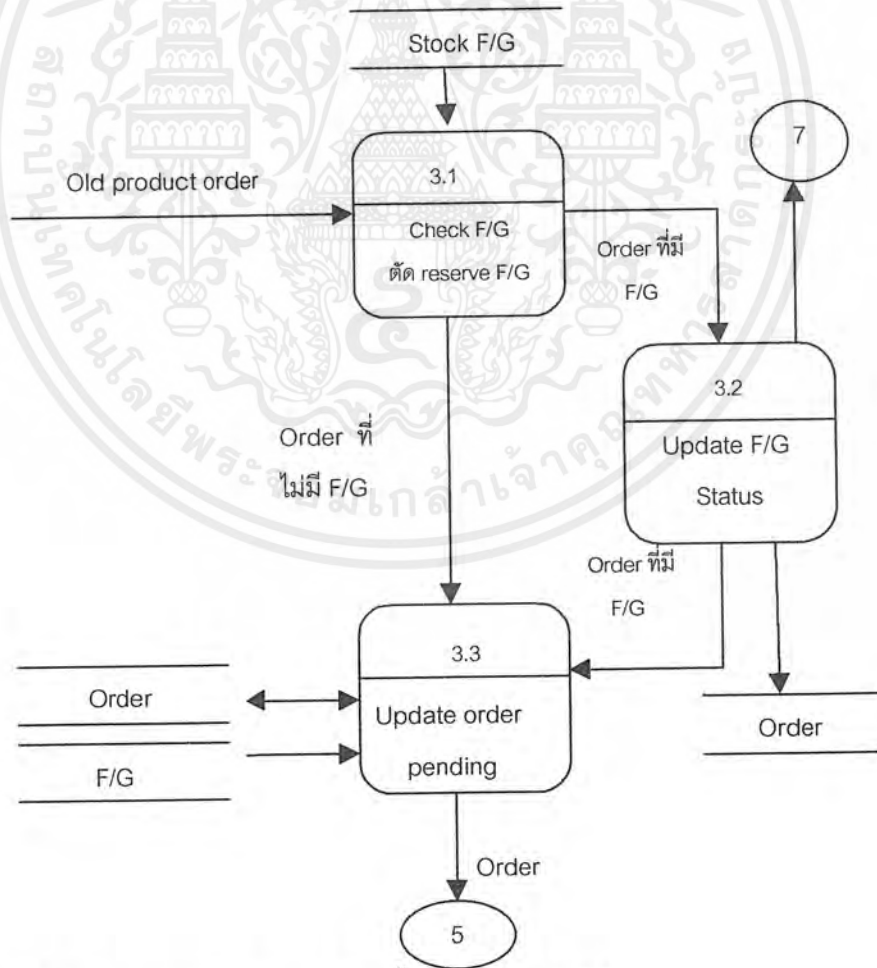 Stock F/G
7
3.1
Old product order
Check F/G
ตัด reserve F/G
Order ที่มี
F/G
3.2
Update F/G
Status
Order ที่
ไม่มี F/G
Order ที่มี
F/G
3.3
Order
Update order
pending
Order
F/G
Order
5